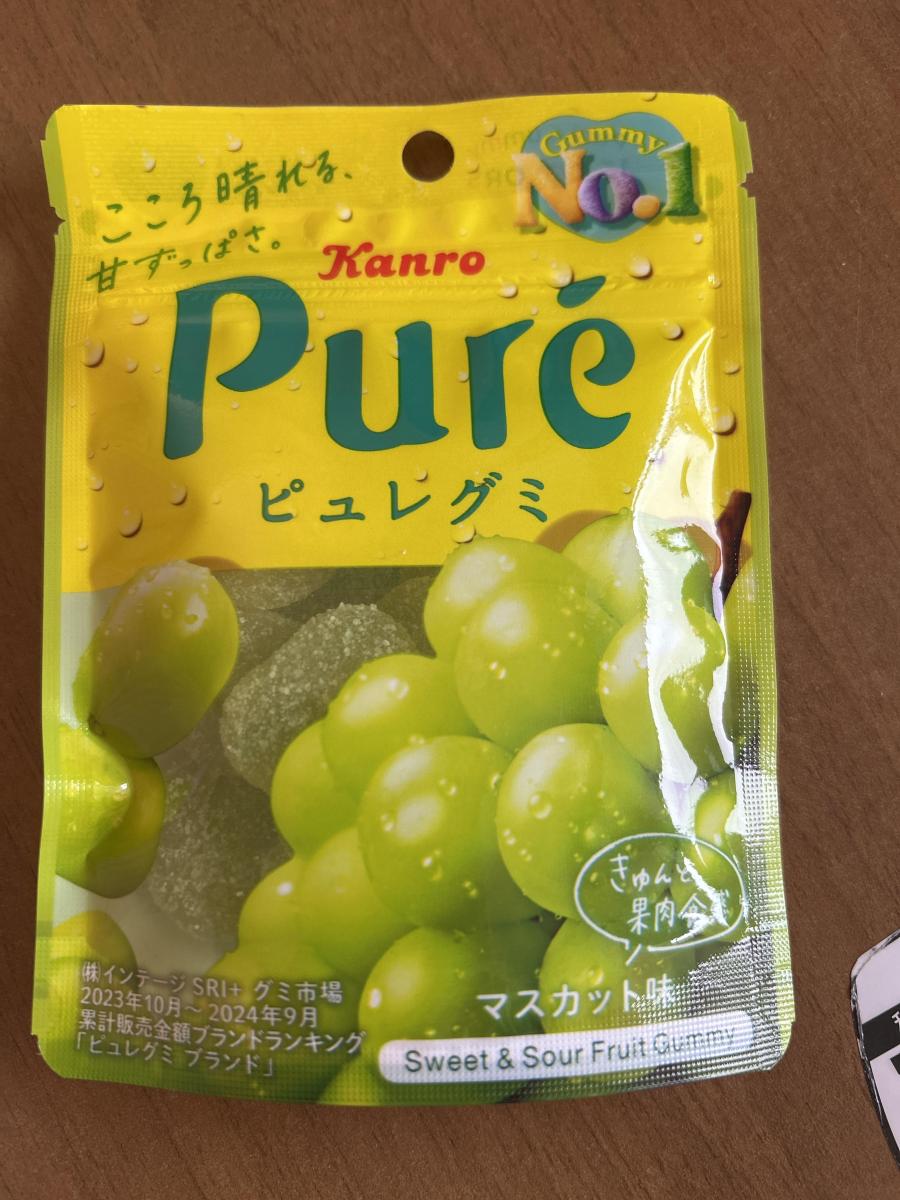 こころ晴れる、
甘ずっぱさ。
Gummy
No.1
Kanro
Puré
ピュレグミ
きゅんと
果肉食感
マスカット味
Sweet & Sour Fruit Gummy
㈱インテージ SRI+ グミ市場
2023年10月～2024年9月
累計販売金額ブランドランキング
「ピュレグミ ブランド」